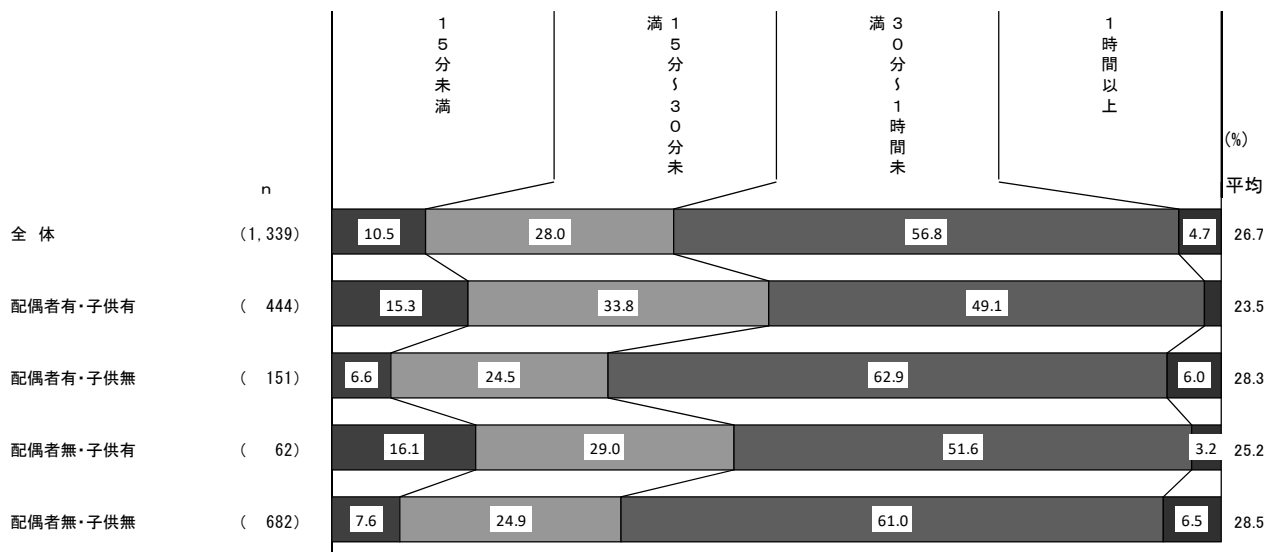 15分未満
15分～30分未満
30分～1時間未満
1時間以上
(%)
n
平均
全 体 (1,339) 10.5 28.0 56.8 4.7 26.7
配偶者有・子供有 ( 444) 15.3 33.8 49.1 23.5
配偶者有・子供無 ( 151) 6.6 24.5 62.9 6.0 28.3
配偶者無・子供有 ( 62) 16.1 29.0 51.6 3.2 25.2
配偶者無・子供無 ( 682) 7.6 24.9 61.0 6.5 28.5